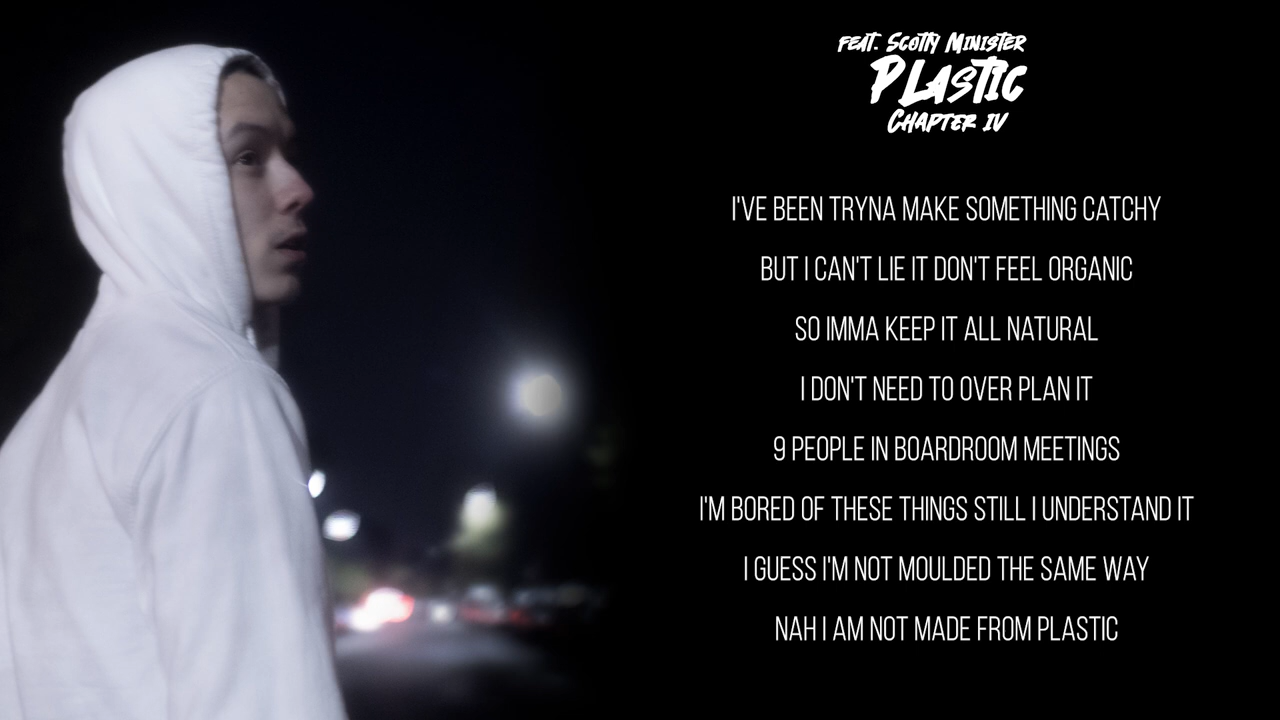 FEAT. SCOTTY MINISTER
PLASTIC
CHAPTER IV
I'VE BEEN TRYNA MAKE SOMETHING CATCHY
BUT I CAN'T LIE IT DON'T FEEL ORGANIC
SO IMMA KEEP IT ALL NATURAL
I DON'T NEED TO OVER PLAN IT
9 PEOPLE IN BOARDROOM MEETINGS
I'M BORED OF THESE THINGS STILL I UNDERSTAND IT
I GUESS I'M NOT MOULDED THE SAME WAY
NAH I AM NOT MADE FROM PLASTIC